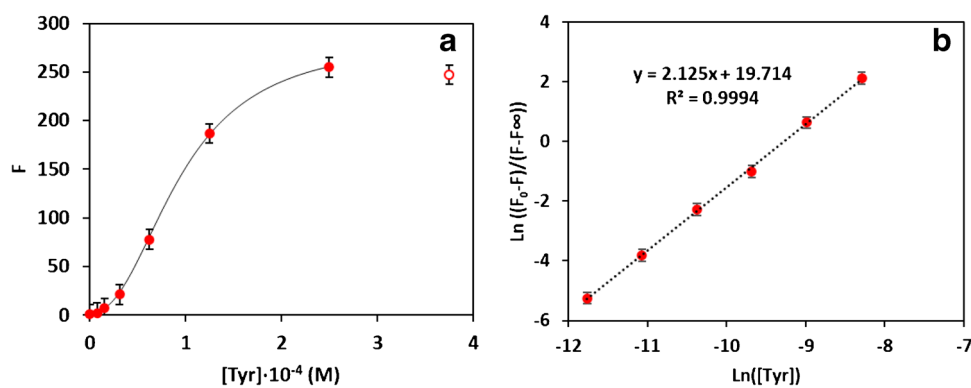 a
300
250
200
150
100
50
0
F
0 1 2 3 4
[Tyr]·10⁻⁴ (M)
b
y = 2.125x + 19.714
R² = 0.9994
4
2
0
-2
-4
-6
Ln ((F₀-F)/(F-F∞))
-12 -11 -10 -9 -8 -7
Ln([Tyr])